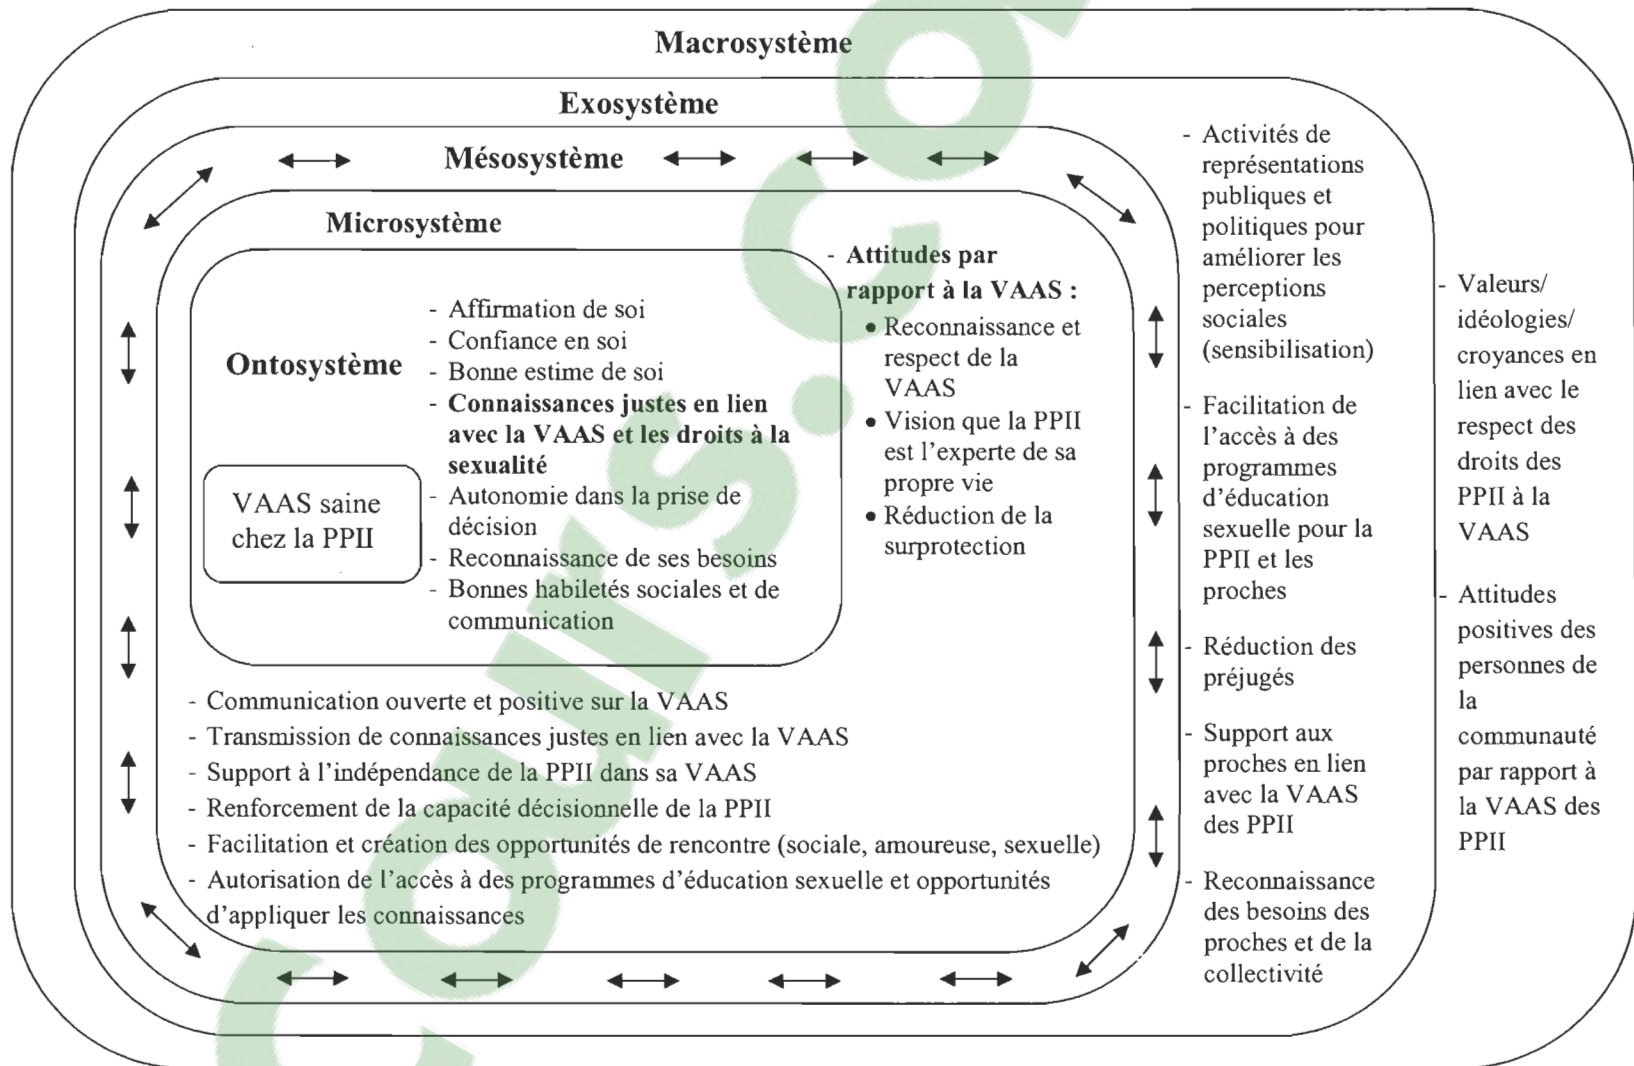 Macrosystème
Exosystème
Mésosystème
Microsystème
Ontosystème
VAAS saine
chez la PPII
- Affirmation de soi
- Confiance en soi
- Bonne estime de soi
- Connaissances justes en lien
avec la VAAS et les droits à la
sexualité
- Autonomie dans la prise de
décision
- Reconnaissance de ses besoins
- Bonnes habiletés sociales et de
communication
- Attitudes par
rapport à la VAAS :
• Reconnaissance et
respect de la
VAAS
• Vision que la PPII
est l’experte de sa
propre vie
• Réduction de la
surprotection
- Communication ouverte et positive sur la VAAS
- Transmission de connaissances justes en lien avec la VAAS
- Support à l’indépendance de la PPII dans sa VAAS
- Renforcement de la capacité décisionnelle de la PPII
- Facilitation et création des opportunités de rencontre (sociale, amoureuse, sexuelle)
- Autorisation de l’accès à des programmes d’éducation sexuelle et opportunités
d’appliquer les connaissances
- Activités de
représentations
publiques et
politiques pour
améliorer les
perceptions
sociales
(sensibilisation)
- Facilitation de
l’accès à des
programmes
d’éducation
sexuelle pour la
PPII et les
proches
- Réduction des
préjugés
- Support aux
proches en lien
avec la VAAS
des PPII
- Reconnaissance
des besoins des
proches et de la
collectivité
- Valeurs/
idéologies/
croyances en
lien avec le
respect des
droits des
PPII à la
VAAS
- Attitudes
positives des
personnes de
la
communauté
par rapport à
la VAAS des
PPII
Cours.co